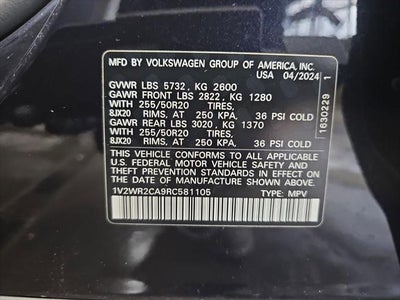 MFD BY VOLKSWAGEN GROUP OF AMERICA, INC.
USA 04/2024
GVWR LBS 5732, KG 2600
GAWR FRONT LBS 2822, KG 1280
WITH 255/50R20 TIRES,
8JX20 RIMS, AT KG 250 KPA 36 PSI COLD
GAWR REAR LBS 3020, KG 1370
WITH 255/50R20 TIRES,
8JX20 RIMS, AT 250 KPA 36 PSI COLD
THIS VEHICLE CONFORMS TO ALL APPLICABLE
U.S. FEDERAL MOTOR VEHICLE SAFETY AND
THEFT PREVENTION STANDARDS IN EFFECT ON
THE DATE OF MANUFACTURE SHOWN ABOVE.
1V2WR2CA9RC581105 TYPE: MPV
1630229 1